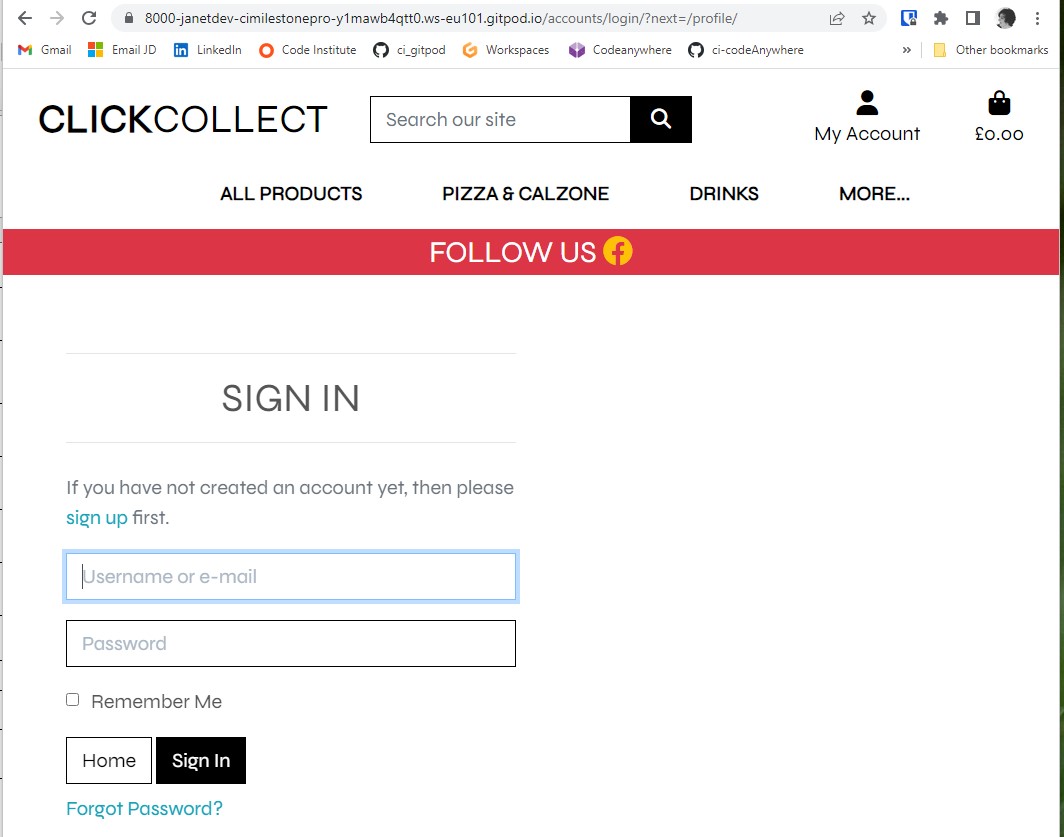 8000-janetdev-cimilestonepro-y1mawb4qtt0.ws-eu101.gitpod.io/accounts/login/?next=/profile/
Gmail Email JD LinkedIn Code Institute ci_gitpod Workspaces Codeanywhere ci-codeAnywhere » Other bookmarks
CLICKCOLLECT Search our site My Account £0.00
ALL PRODUCTS PIZZA & CALZONE DRINKS MORE...
FOLLOW US
SIGN IN
If you have not created an account yet, then please
sign up first.
Username or e-mail
Password
Remember Me
Home Sign In
Forgot Password?